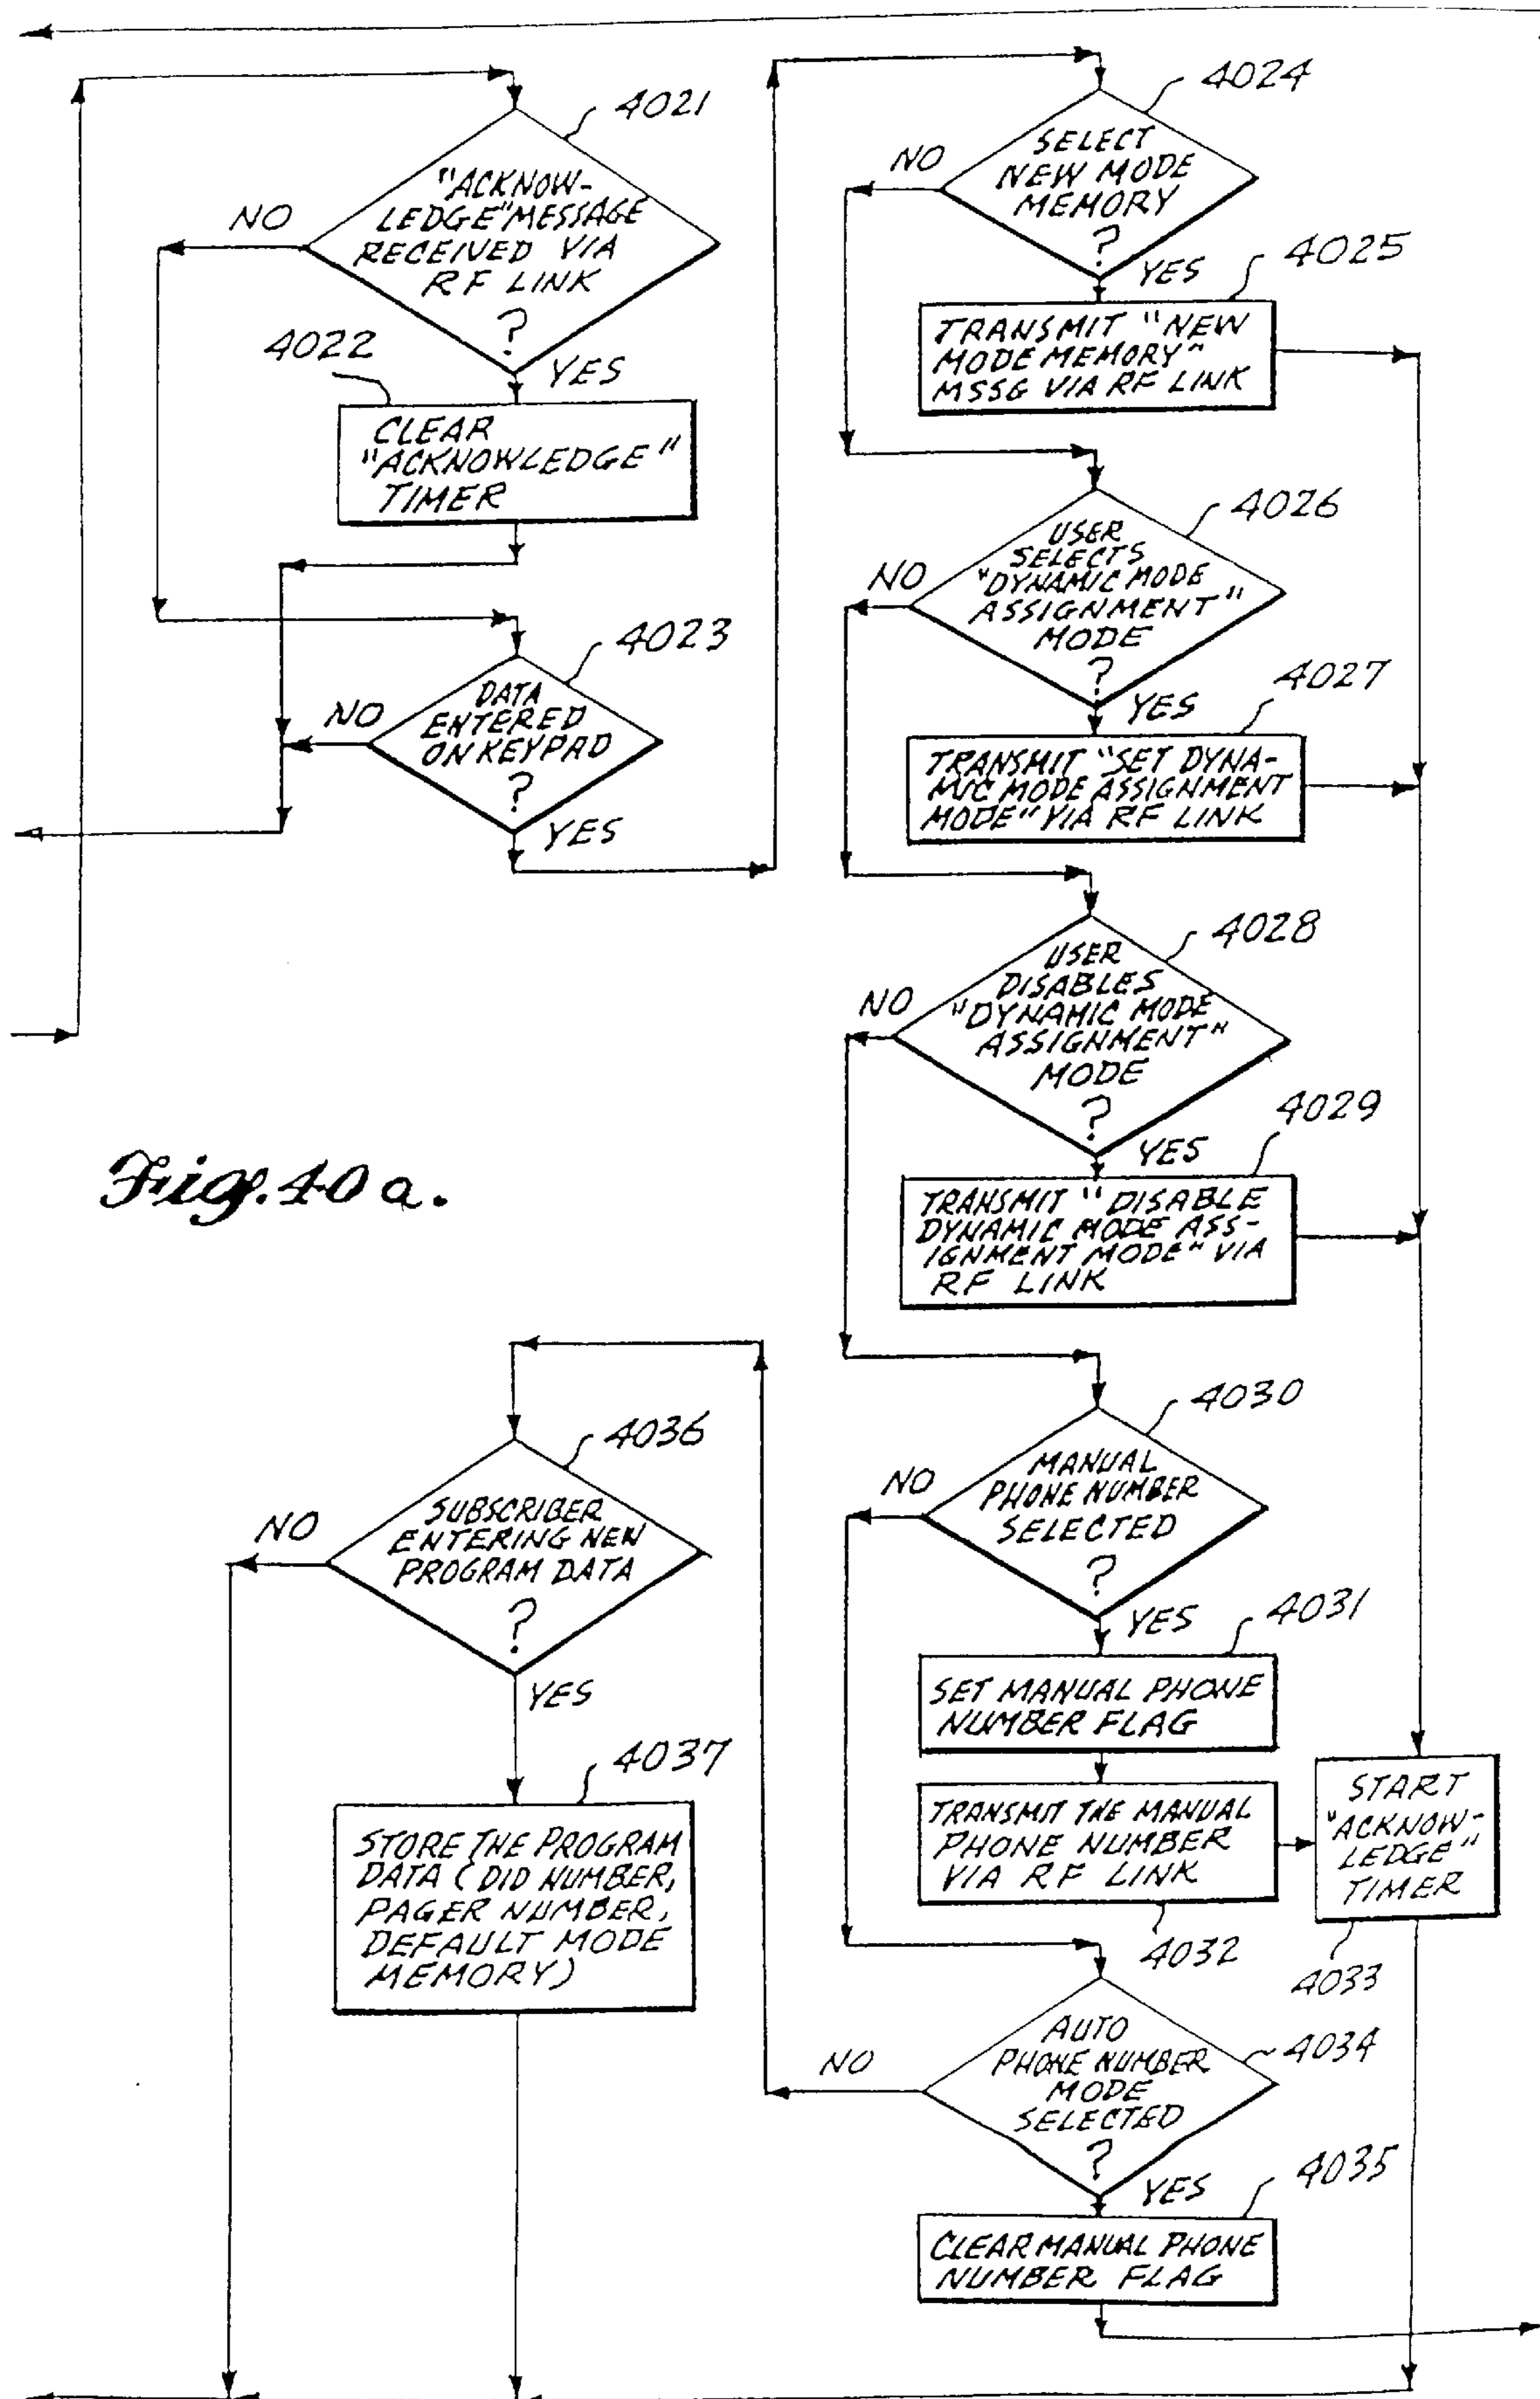 4021
"ACKNOW-
LEDGE" MESSAGE
RECEIVED VIA
RF LINK
?
NO
YES
4022
CLEAR
"ACKNOWLEDGE"
TIMER
4023
DATA
ENTERED
ON KEYPAD
?
NO
YES
4024
SELECT
NEW MODE
MEMORY
?
NO
YES
4025
TRANSMIT "NEW
MODE MEMORY"
MSSG VIA RF LINK
4026
USER
SELECTS
"DYNAMIC MODE
ASSIGNMENT"
MODE
?
NO
YES
4027
TRANSMIT "SET DYNA-
MIC MODE ASSIGNMENT
MODE" VIA RF LINK
4028
USER
DISABLES
"DYNAMIC MODE
ASSIGNMENT"
MODE
?
NO
YES
4029
TRANSMIT "DISABLE
DYNAMIC MODE ASS-
IGNMENT MODE" VIA
RF LINK
Fig. 40a.
4030
MANUAL
PHONE NUMBER
SELECTED
?
NO
YES
4031
SET MANUAL PHONE
NUMBER FLAG
TRANSMIT THE MANUAL
PHONE NUMBER
VIA RF LINK
4032
START
"ACKNOW-
LEDGE"
TIMER
4033
AUTO
PHONE NUMBER
MODE
SELECTED
?
4034
NO
YES
4035
CLEAR MANUAL PHONE
NUMBER FLAG
4036
SUBSCRIBER
ENTERING NEW
PROGRAM DATA
?
NO
YES
4037
STORE THE PROGRAM
DATA (DID NUMBER,
PAGER NUMBER,
DEFAULT MODE
MEMORY)